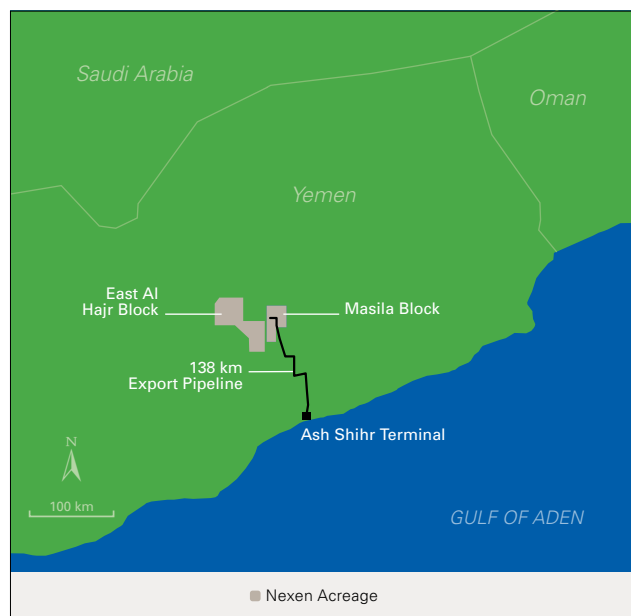 Saudi Arabia
Oman
Yemen
East Al
Hajr Block
Masila Block
138 km
Export Pipeline
Ash Shihr Terminal
N
100 km
GULF OF ADEN
Nexen Acreage